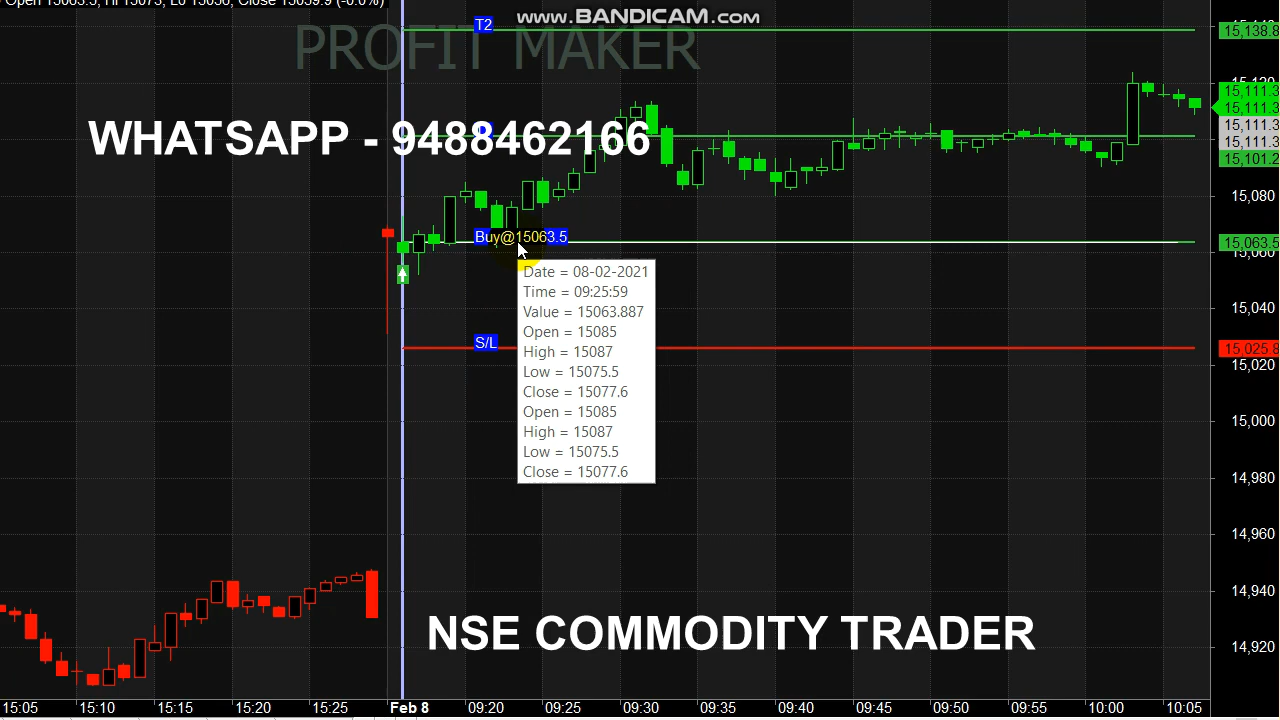 Open 15063.5, Hi 15073, Lo 15056, Close 15059.9 (-0.0%)
www.BANDICAM.com
PROFIT MAKER
T2
15,138.8
15,120
15,111.3
15,111.3
15,111.3
15,111.3
15,101.2
WHATSAPP - 9488462166
15,080
Buy@15063.5
15,063.5
Date = 08-02-2021
Time = 09:25:59
Value = 15063.887
Open = 15085
High = 15087
Low = 15075.5
Close = 15077.6
Open = 15085
High = 15087
Low = 15075.5
Close = 15077.6
15,040
S/L
15,025.8
15,020
15,000
14,980
14,960
14,940
14,920
NSE COMMODITY TRADER
15:05 15:10 15:15 15:20 15:25 Feb 8 09:20 09:25 09:30 09:35 09:40 09:45 09:50 09:55 10:00 10:05